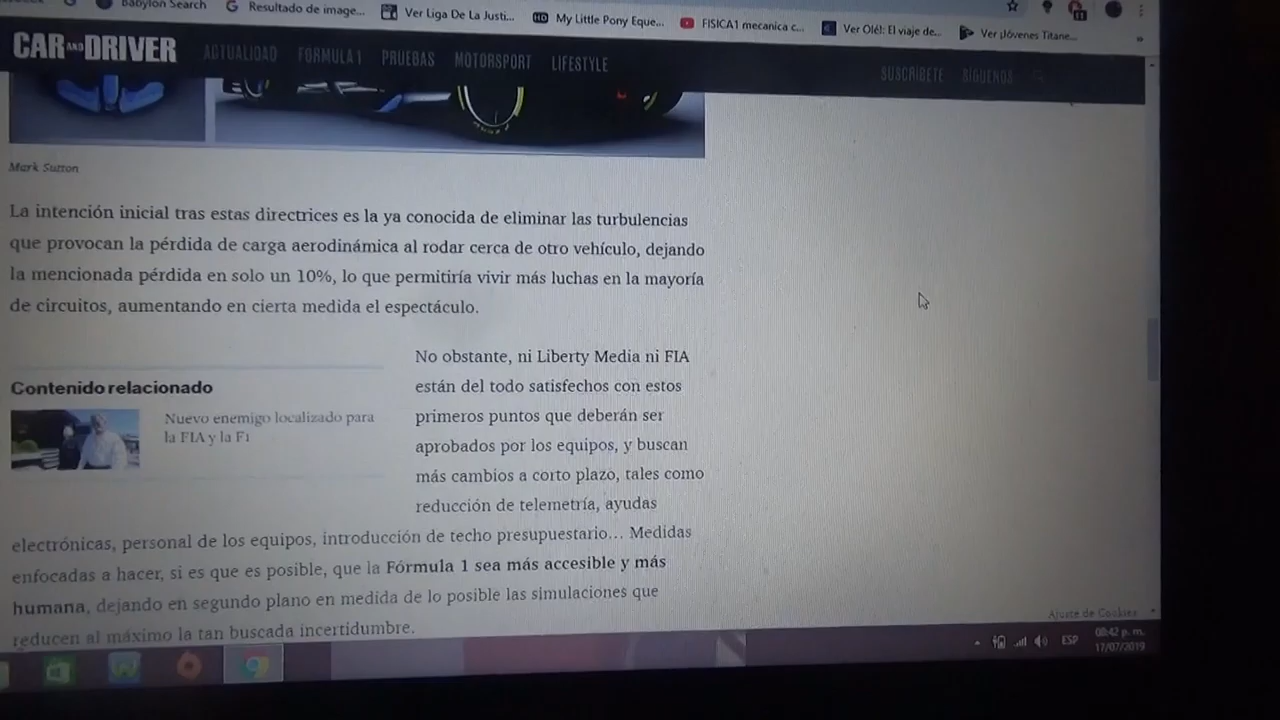 Babylon Search
Resultado de image...
Ver Liga De La Justi...
My Little Pony Eque...
FISICA1 mecanica c...
Ver Olé!: El viaje de...
Ver ¡Jóvenes Titane...
»
CAR AND DRIVER
ACTUALIDAD
FÓRMULA 1
PRUEBAS
MOTORSPORT
LIFESTYLE
SUSCRÍBETE
SÍGUENOS
Mark Sutton
La intención inicial tras estas directrices es la ya conocida de eliminar las turbulencias
que provocan la pérdida de carga aerodinámica al rodar cerca de otro vehículo, dejando
la mencionada pérdida en solo un 10%, lo que permitiría vivir más luchas en la mayoría
de circuitos, aumentando en cierta medida el espectáculo.
Contenido relacionado
Nuevo enemigo localizado para
la FIA y la F1
No obstante, ni Liberty Media ni FIA
están del todo satisfechos con estos
primeros puntos que deberán ser
aprobados por los equipos, y buscan
más cambios a corto plazo, tales como
reducción de telemetría, ayudas
electrónicas, personal de los equipos, introducción de techo presupuestario... Medidas
enfocadas a hacer, si es que es posible, que la Fórmula 1 sea más accesible y más
humana, dejando en segundo plano en medida de lo posible las simulaciones que
reducen al máximo la tan buscada incertidumbre.
Ajuste de Cookies
ESP
08:42 p. m.
17/07/2019